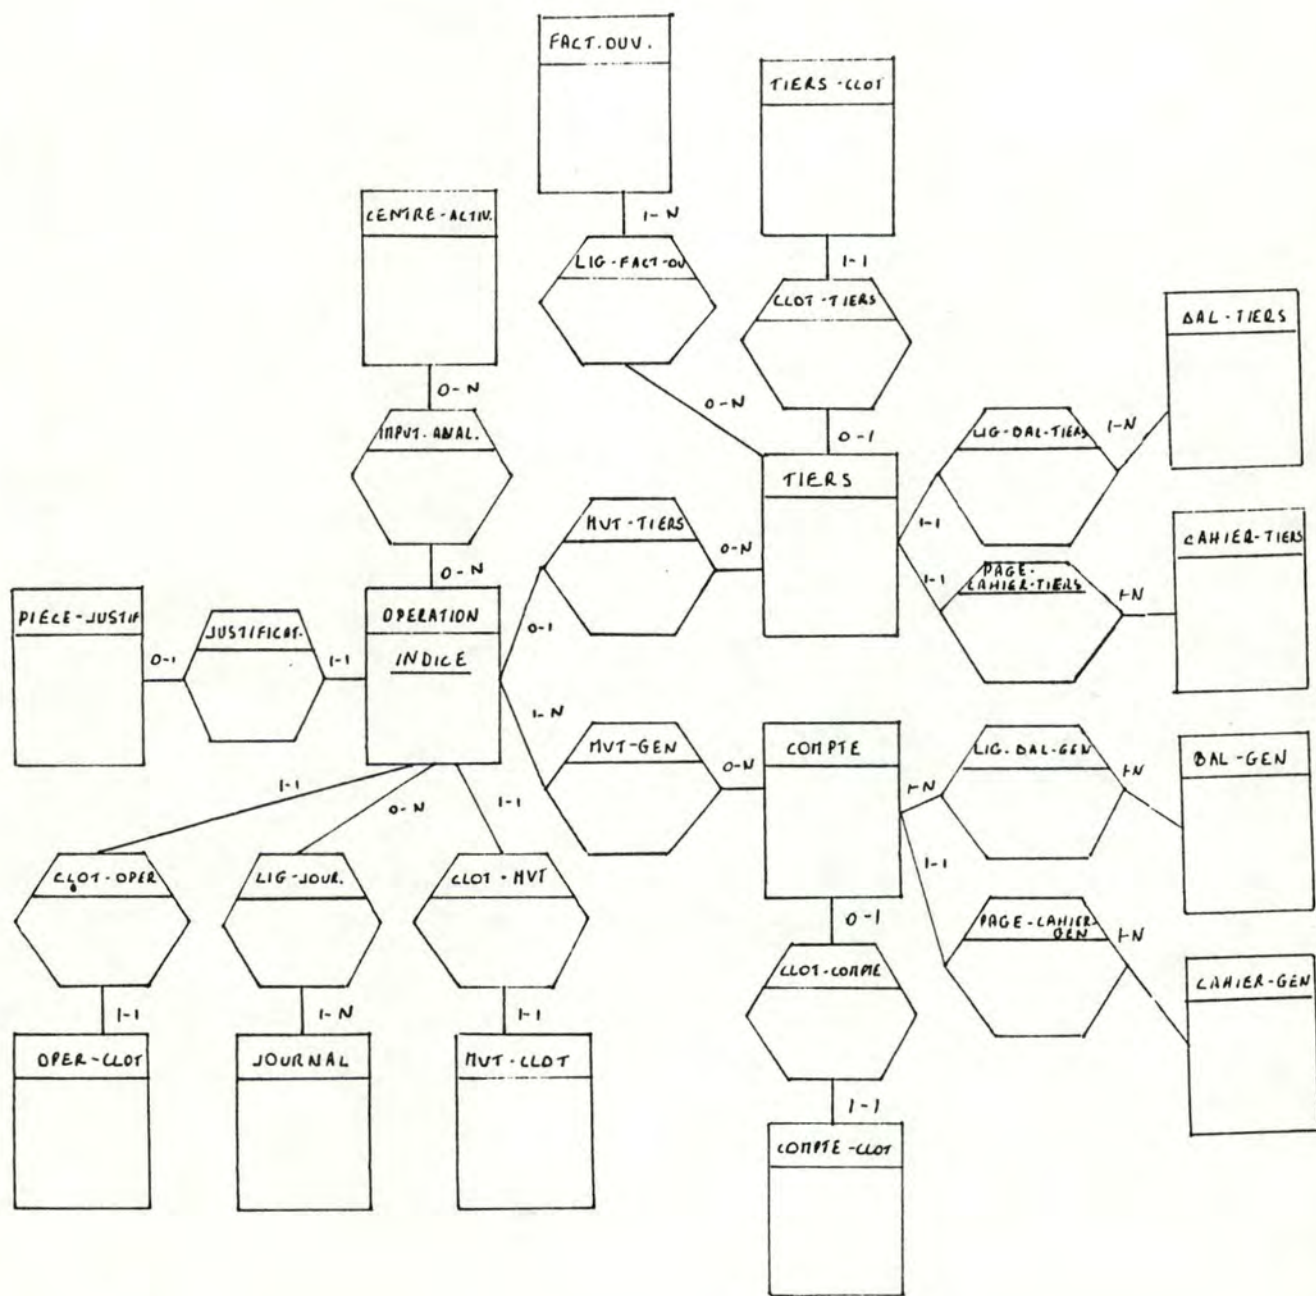 FACT.OUV.
TIERS-CLOT
CENTRE-ACTIV.
1-N
LIG-FACT-OU
1-1
CLOT-TIERS
BAL-TIERS
0-N
0-N
INPUT-ANAL.
0-1
LIG-BAL-TIERS
1-N
TIERS
MVT-TIERS
0-N
1-1
CAHIER-TIERS
0-N
1-1
PAGE-
CAHIER-TIERS
1-N
PIECE-JUSTIF
JUSTIFICAT.
OPERATION
INDICE
0-1
0-1
1-1
1-N
MVT-GEN
0-N
COMPTE
LIG-BAL-GEN
1-N
1-N
BAL-GEN
1-1
0-N
1-1
1-1
CLOT-OPER
LIG-JOUR.
CLOT-MVT
0-1
PAGE-CAHIER-
GEN
1-N
CLOT-COMPTE
CAHIER-GEN
1-1
1-N
1-1
OPER-CLOT
JOURNAL
MVT-CLOT
1-1
COMPTE-CLOT